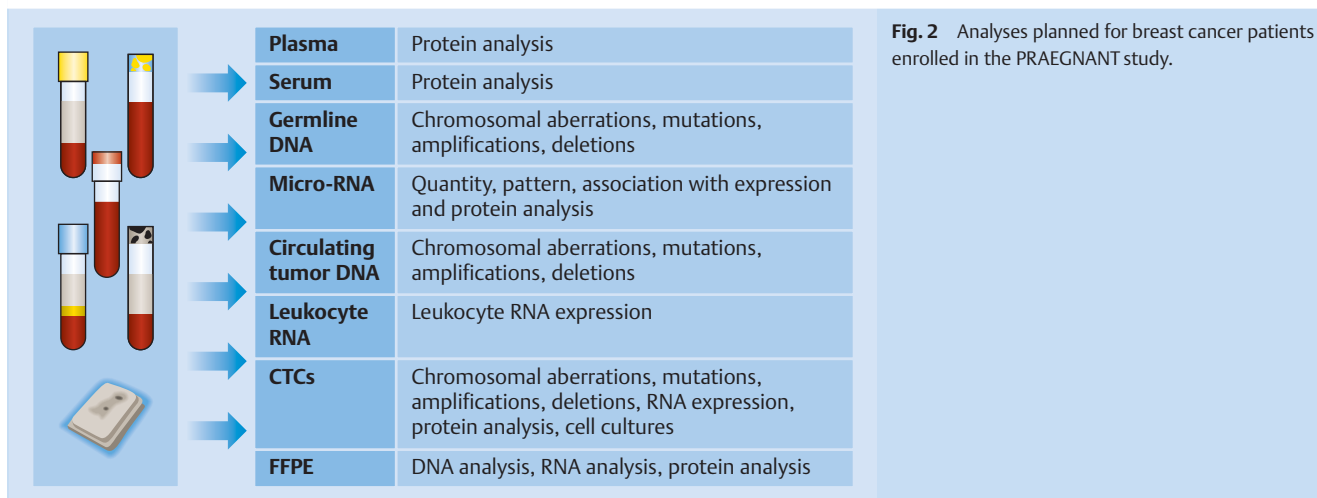 Plasma Protein analysis
Serum Protein analysis
Germline Chromosomal aberrations, mutations,
DNA amplifications, deletions
Micro-RNA Quantity, pattern, association with expression
and protein analysis
Circulating Chromosomal aberrations, mutations,
tumor DNA amplifications, deletions
Leukocyte Leukocyte RNA expression
RNA
CTCs Chromosomal aberrations, mutations,
amplifications, deletions, RNA expression,
protein analysis, cell cultures
FFPE DNA analysis, RNA analysis, protein analysis
Fig. 2 Analyses planned for breast cancer patients
enrolled in the PRAEGNANT study.